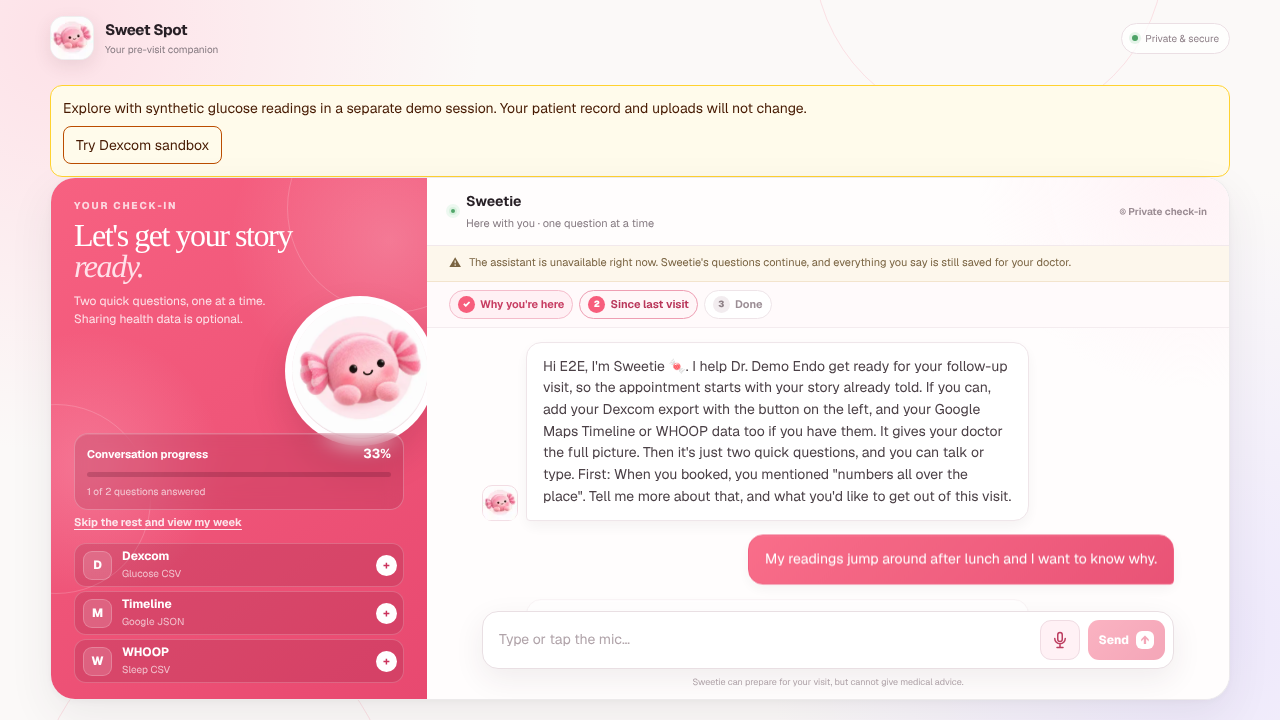 Sweet Spot
Your pre-visit companion
Private & secure
Explore with synthetic glucose readings in a separate demo session. Your patient record and uploads will not change.
Try Dexcom sandbox
YOUR CHECK-IN
Let's get your story
ready.
Two quick questions, one at a time.
Sharing health data is optional.
Conversation progress
33%
1 of 2 questions answered
Skip the rest and view my week
D
Dexcom
Glucose CSV
+
M
Timeline
Google JSON
+
W
WHOOP
Sleep CSV
+
Sweetie
Here with you · one question at a time
Private check-in
The assistant is unavailable right now. Sweetie's questions continue, and everything you say is still saved for your doctor.
Why you're here
2 Since last visit
3 Done
Hi E2E, I'm Sweetie 🍬. I help Dr. Demo Endo get ready for your follow-up
visit, so the appointment starts with your story already told. If you can,
add your Dexcom export with the button on the left, and your Google
Maps Timeline or WHOOP data too if you have them. It gives your doctor
the full picture. Then it's just two quick questions, and you can talk or
type. First: When you booked, you mentioned "numbers all over the
place". Tell me more about that, and what you'd like to get out of this visit.
My readings jump around after lunch and I want to know why.
Type or tap the mic...
Send
Sweetie can prepare for your visit, but cannot give medical advice.